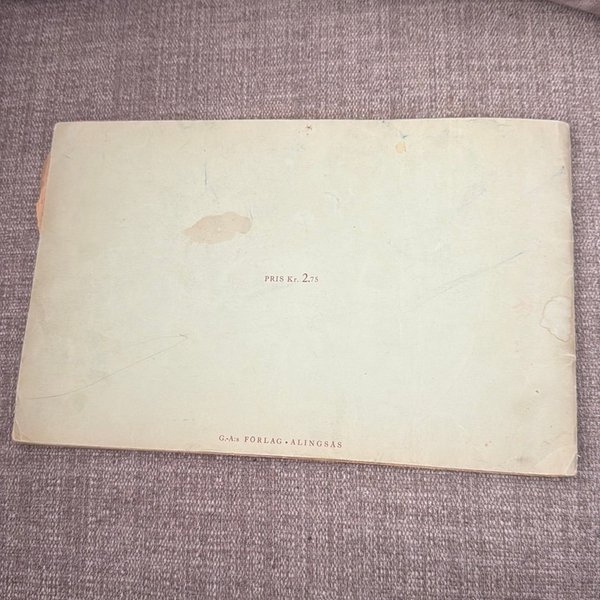 PRIS Kr. 2.75
G.-A:s FÖRLAG • ALINGSÅS